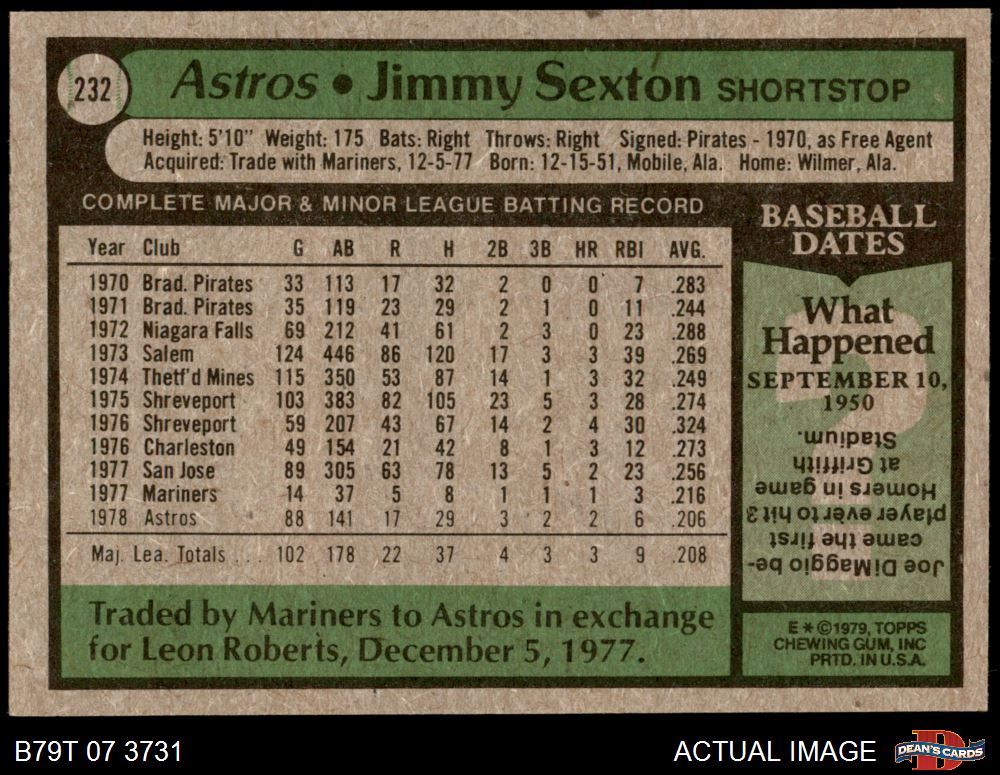 232
Astros • Jimmy Sexton SHORTSTOP
Height: 5'10" Weight: 175 Bats: Right Throws: Right Signed: Pirates - 1970, as Free Agent
Acquired: Trade with Mariners, 12-5-77 Born: 12-15-51, Mobile, Ala. Home: Wilmer, Ala.
COMPLETE MAJOR & MINOR LEAGUE BATTING RECORD
Year Club G AB R H 2B 3B HR RBI AVG.
1970 Brad. Pirates 33 113 17 32 2 0 0 7 .283
1971 Brad. Pirates 35 119 23 29 2 1 0 11 .244
1972 Niagara Falls 69 212 41 61 2 3 0 23 .288
1973 Salem 124 446 86 120 17 3 3 39 .269
1974 Thetf'd Mines 115 350 53 87 14 1 3 32 .249
1975 Shreveport 103 383 82 105 23 5 3 28 .274
1976 Shreveport 59 207 43 67 14 2 4 30 .324
1976 Charleston 49 154 21 42 8 1 3 12 .273
1977 San Jose 89 305 63 78 13 5 2 23 .256
1977 Mariners 14 37 5 8 1 1 1 3 .216
1978 Astros 88 141 17 29 3 2 2 6 .206
Maj. Lea. Totals . . . 102 178 22 37 4 3 3 9 .208
Traded by Mariners to Astros in exchange
for Leon Roberts, December 5, 1977.
BASEBALL
DATES
What
Happened
SEPTEMBER 10,
1950
Joe DiMaggio be-
came the first
player ever to hit 3
Homers in game
at Griffith
Stadium.
E * © 1979, TOPPS
CHEWING GUM, INC
PRTD. IN U.S.A.
B79T 07 3731
ACTUAL IMAGE
D
DEAN'S CARDS